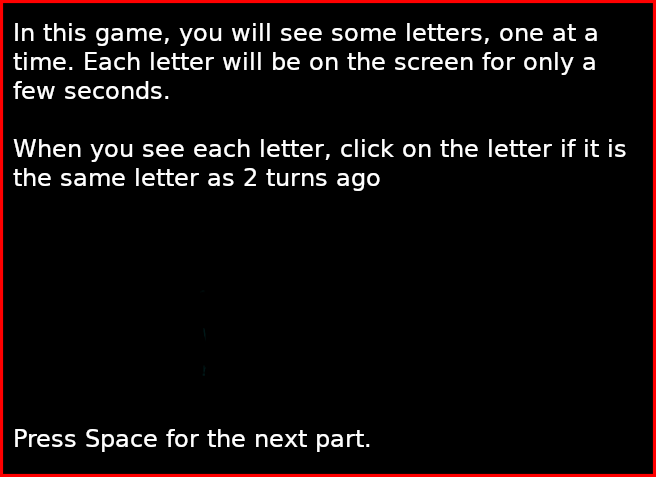 In this game, you will see some letters, one at a
time. Each letter will be on the screen for only a
few seconds.
When you see each letter, click on the letter if it is
the same letter as 2 turns ago
Press Space for the next part.